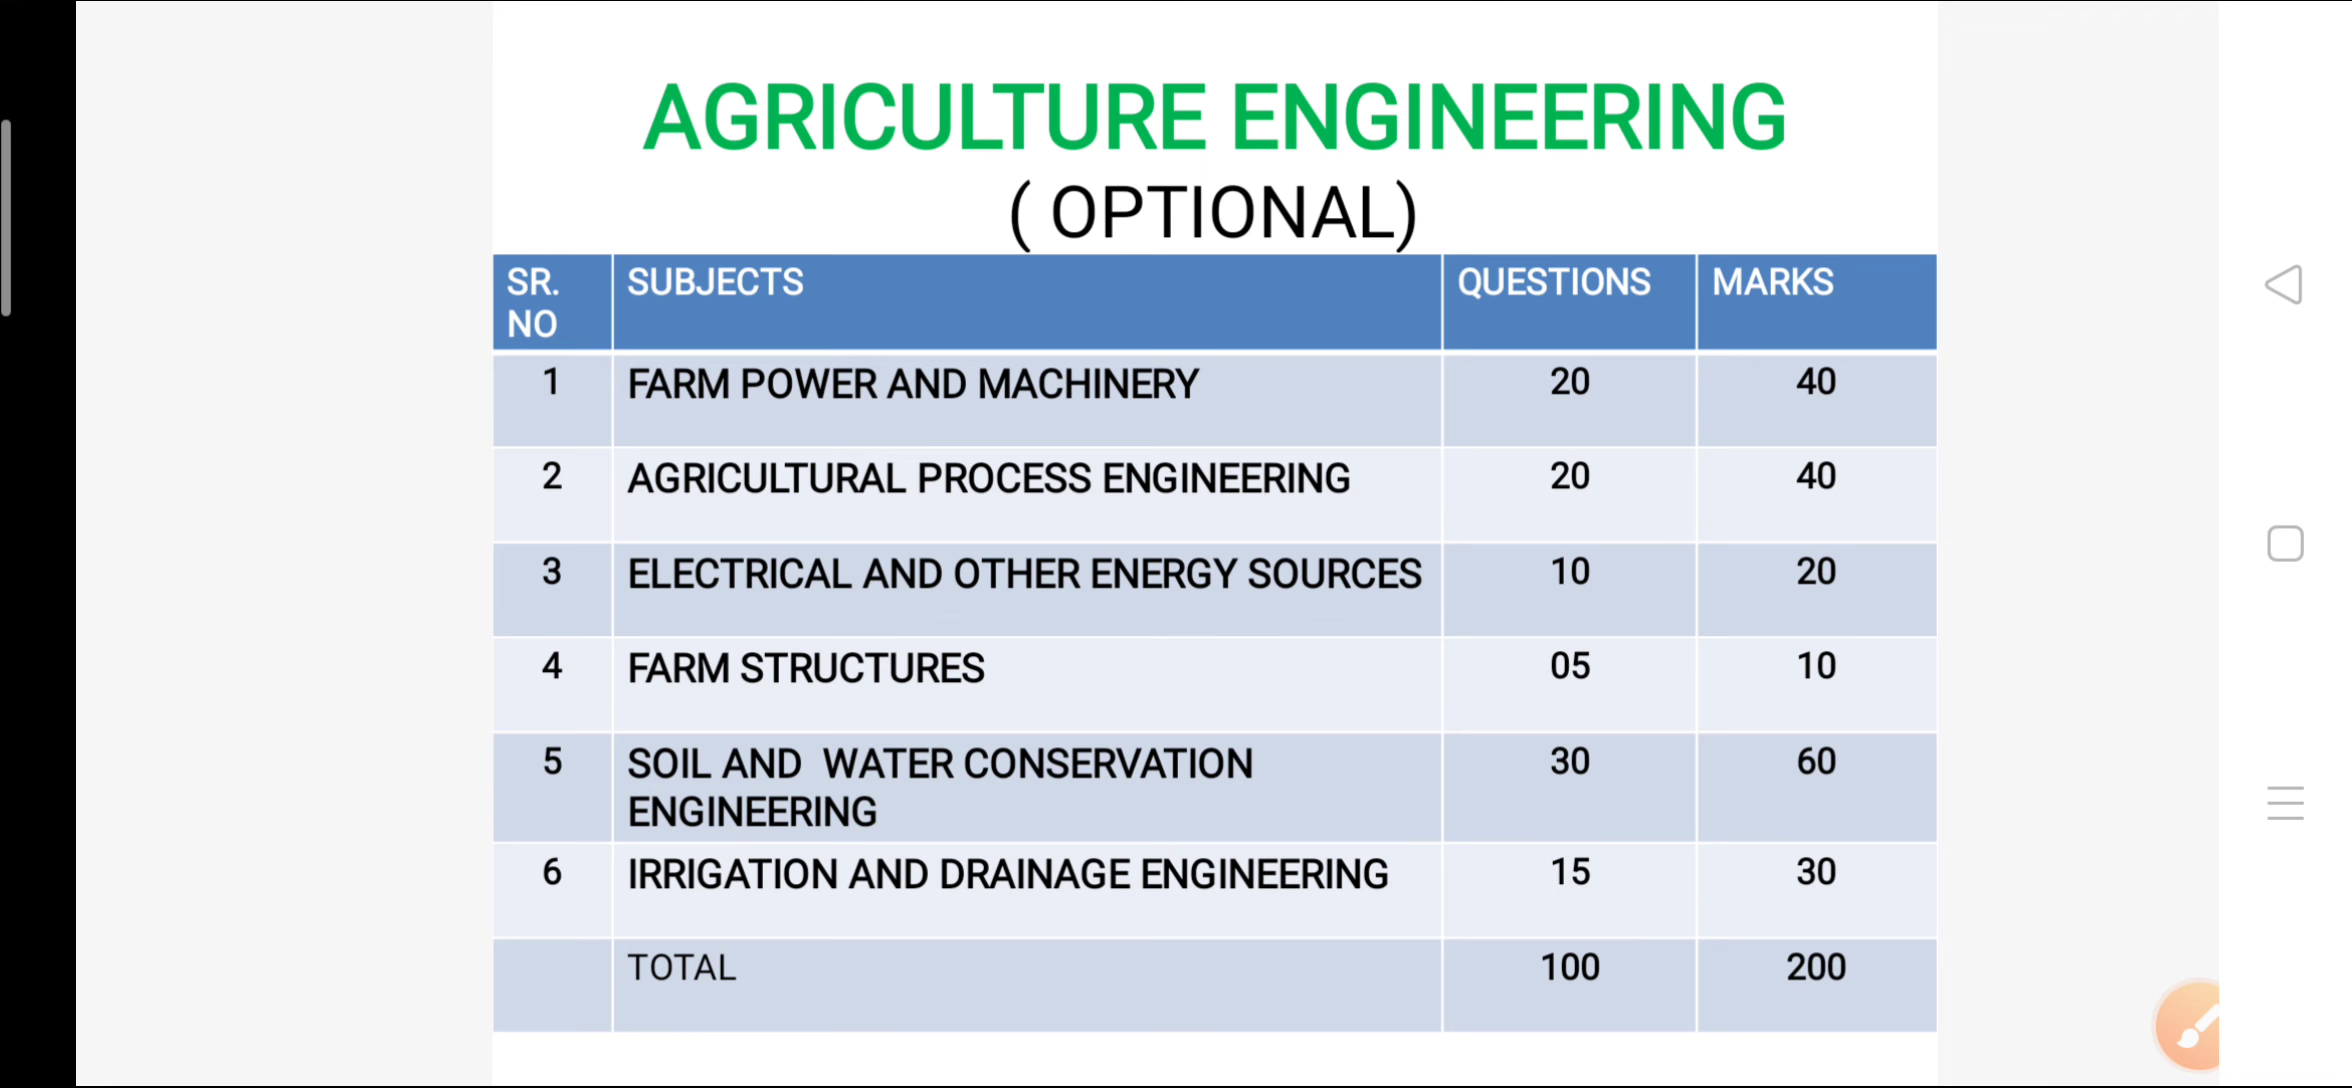 AGRICULTURE ENGINEERING
( OPTIONAL)
SR. NO SUBJECTS QUESTIONS MARKS
1 FARM POWER AND MACHINERY 20 40
2 AGRICULTURAL PROCESS ENGINEERING 20 40
3 ELECTRICAL AND OTHER ENERGY SOURCES 10 20
4 FARM STRUCTURES 05 10
5 SOIL AND WATER CONSERVATION 30 60
ENGINEERING
6 IRRIGATION AND DRAINAGE ENGINEERING 15 30
TOTAL 100 200